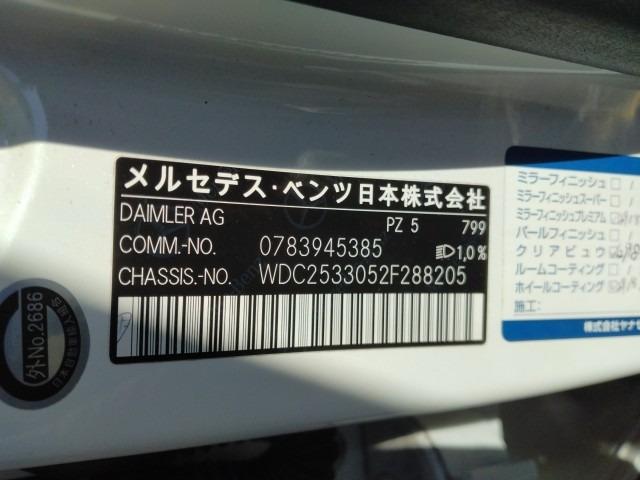 メルセデス・ベンツ日本株式会社
DAIMLER AG PZ 5 799
COMM.-NO. 0783945385 1,0%
CHASSIS.-NO. WDC2533052F288205
外No.2686
ミラーフィニッシュ
ミラーフィニッシュスーパー
ミラーフィニッシュプレミアム
パールフィニッシュ
クリアビュウ
ルームコーティング
ホイールコーティング
施工:
株式会社ヤナセ